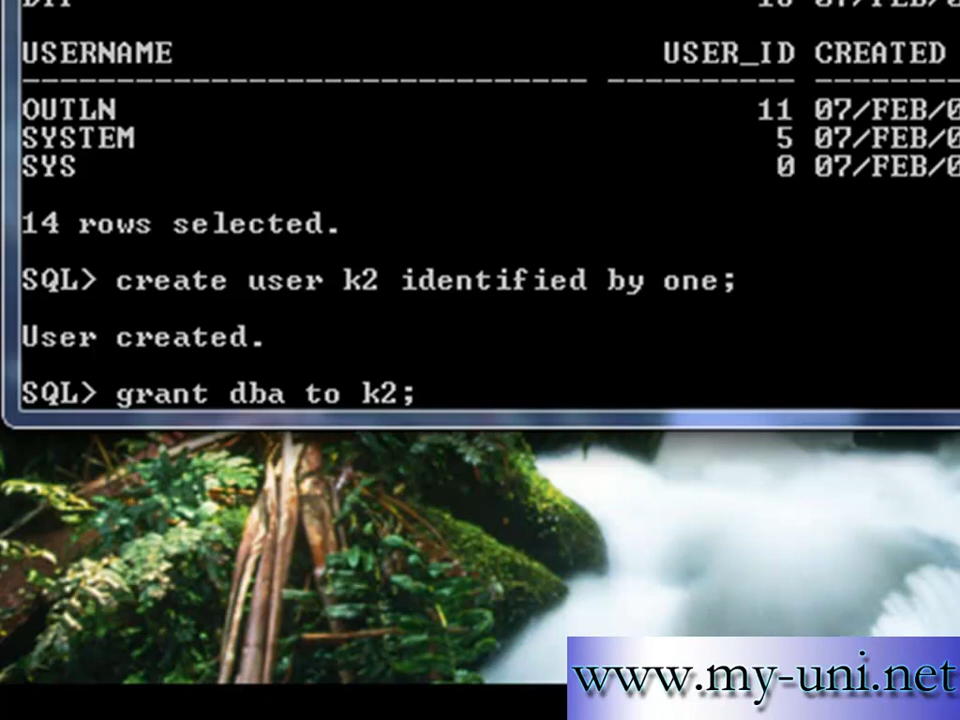 USERNAME USER_ID CREATED
OUTLN 11 07/FEB/0
SYSTEM 5 07/FEB/0
SYS 0 07/FEB/0
14 rows selected.
SQL> create user k2 identified by one;
User created.
SQL> grant dba to k2;
www.my-uni.net